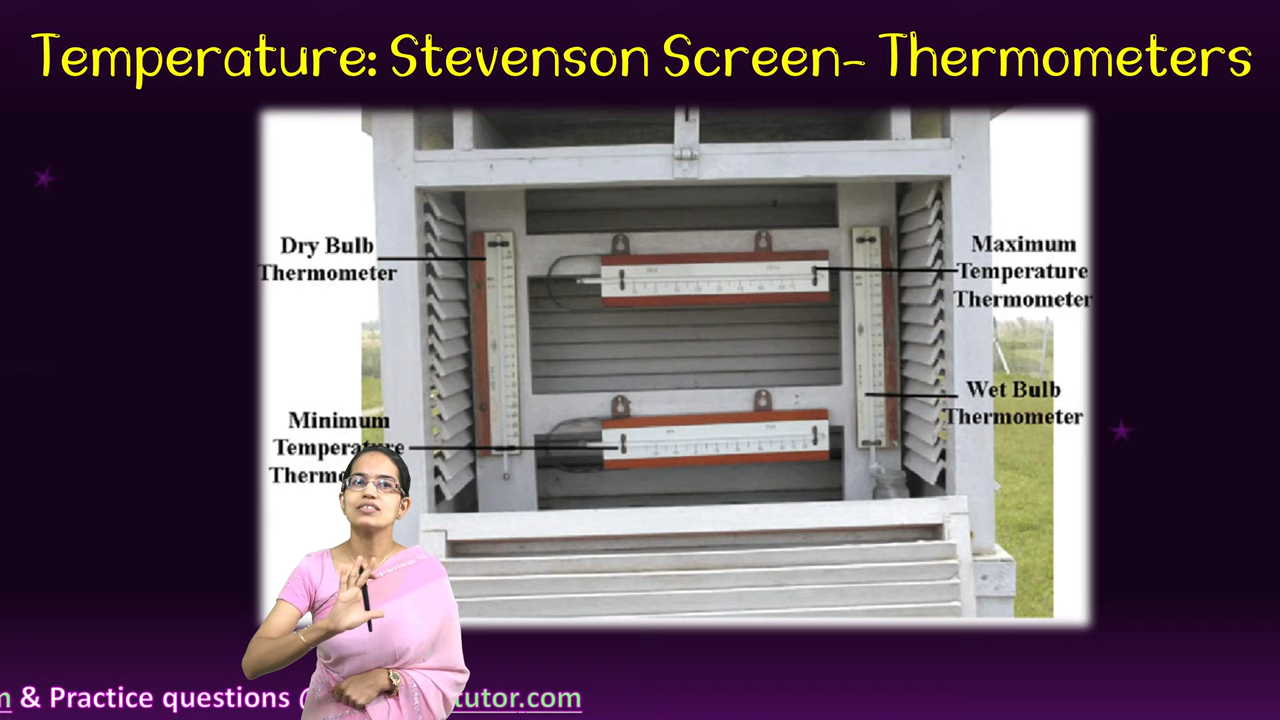 Temperature: Stevenson Screen- Thermometers
Dry Bulb
Thermometer
Maximum
Temperature
Thermometer
Minimum
Temperature
Wet Bulb
Thermometer
& Practice questions
tutor.com